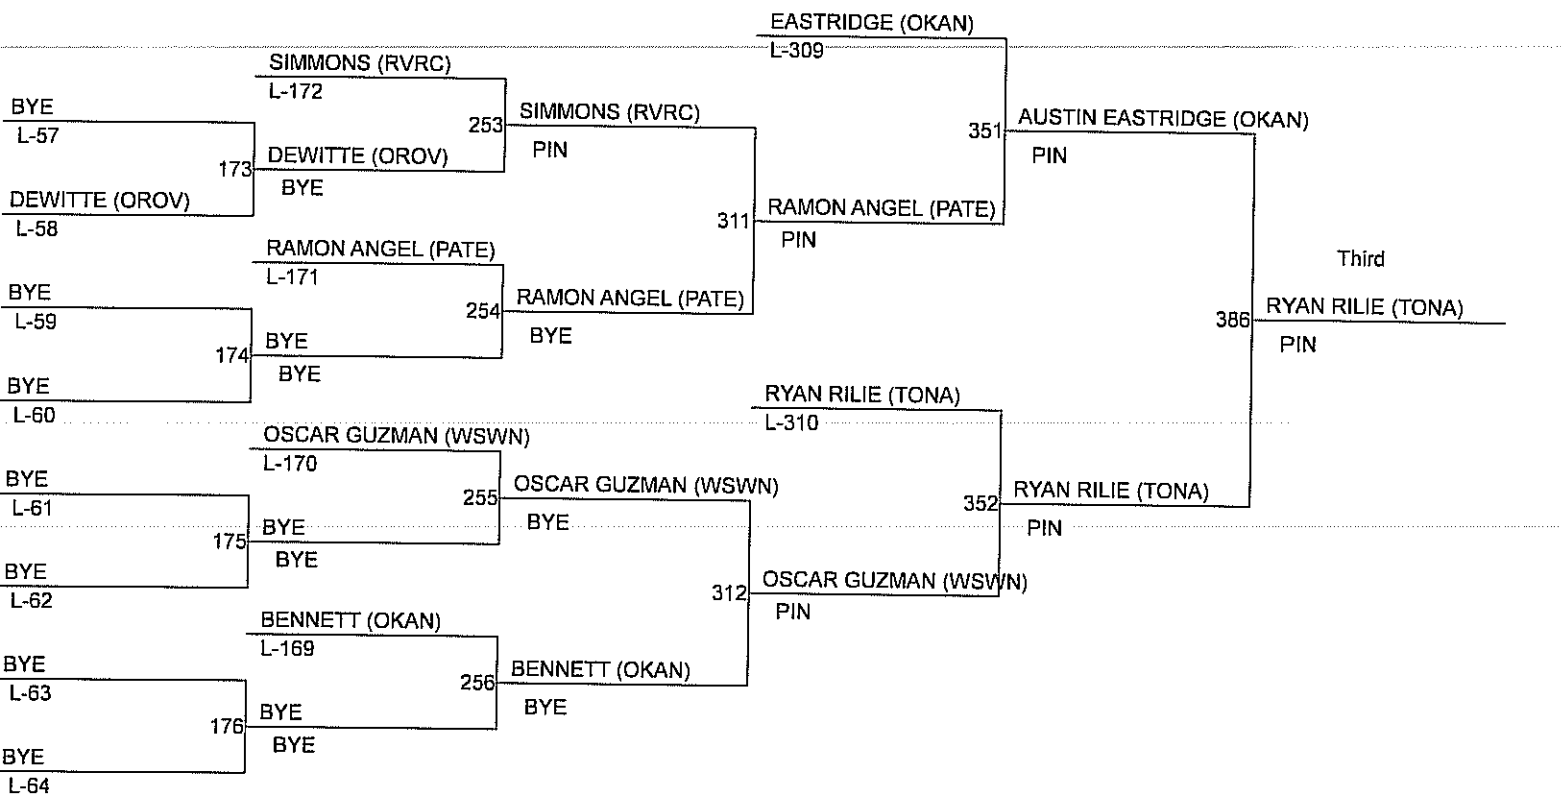 EASTRIDGE (OKAN)
L-309
SIMMONS (RVRC)
L-172
BYE
L-57
253
SIMMONS (RVRC)
PIN
351
AUSTIN EASTRIDGE (OKAN)
PIN
173
DEWITTE (OROV)
BYE
DEWITTE (OROV)
L-58
311
RAMON ANGEL (PATE)
PIN
RAMON ANGEL (PATE)
L-171
Third
BYE
L-59
254
RAMON ANGEL (PATE)
BYE
386
RYAN RILIE (TONA)
PIN
174
BYE
BYE
BYE
L-60
RYAN RILIE (TONA)
L-310
OSCAR GUZMAN (WSWN)
L-170
BYE
L-61
255
OSCAR GUZMAN (WSWN)
BYE
352
RYAN RILIE (TONA)
PIN
175
BYE
BYE
BYE
L-62
312
OSCAR GUZMAN (WSWN)
PIN
BENNETT (OKAN)
L-169
BYE
L-63
256
BENNETT (OKAN)
BYE
176
BYE
BYE
BYE
L-64